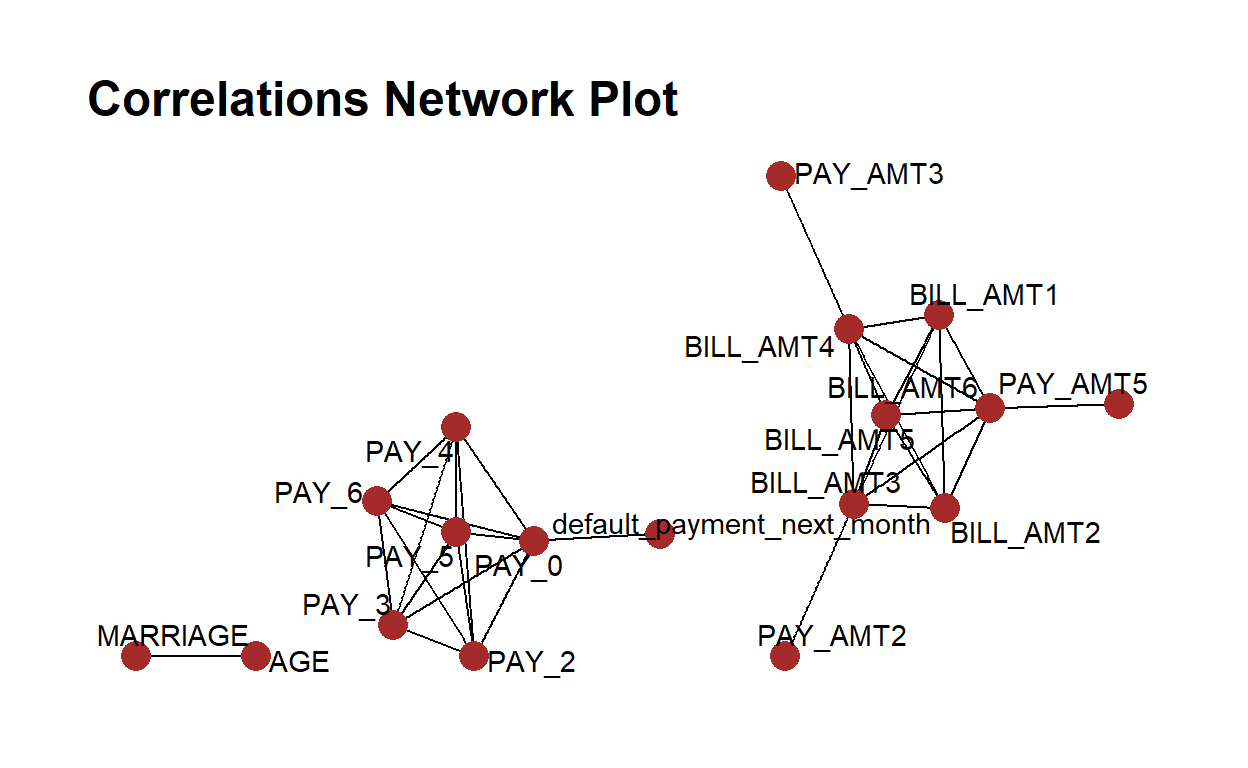 Correlations Network Plot
PAY_AMT3
BILL_AMT1
BILL_AMT4
BILL_AMT6
PAY_AMT5
BILL_AMT5
PAY_4
BILL_AMT3
PAY_6
default_payment_next_month
BILL_AMT2
PAY_5
PAY_0
PAY_3
MARRIAGE
PAY_AMT2
AGE
PAY_2